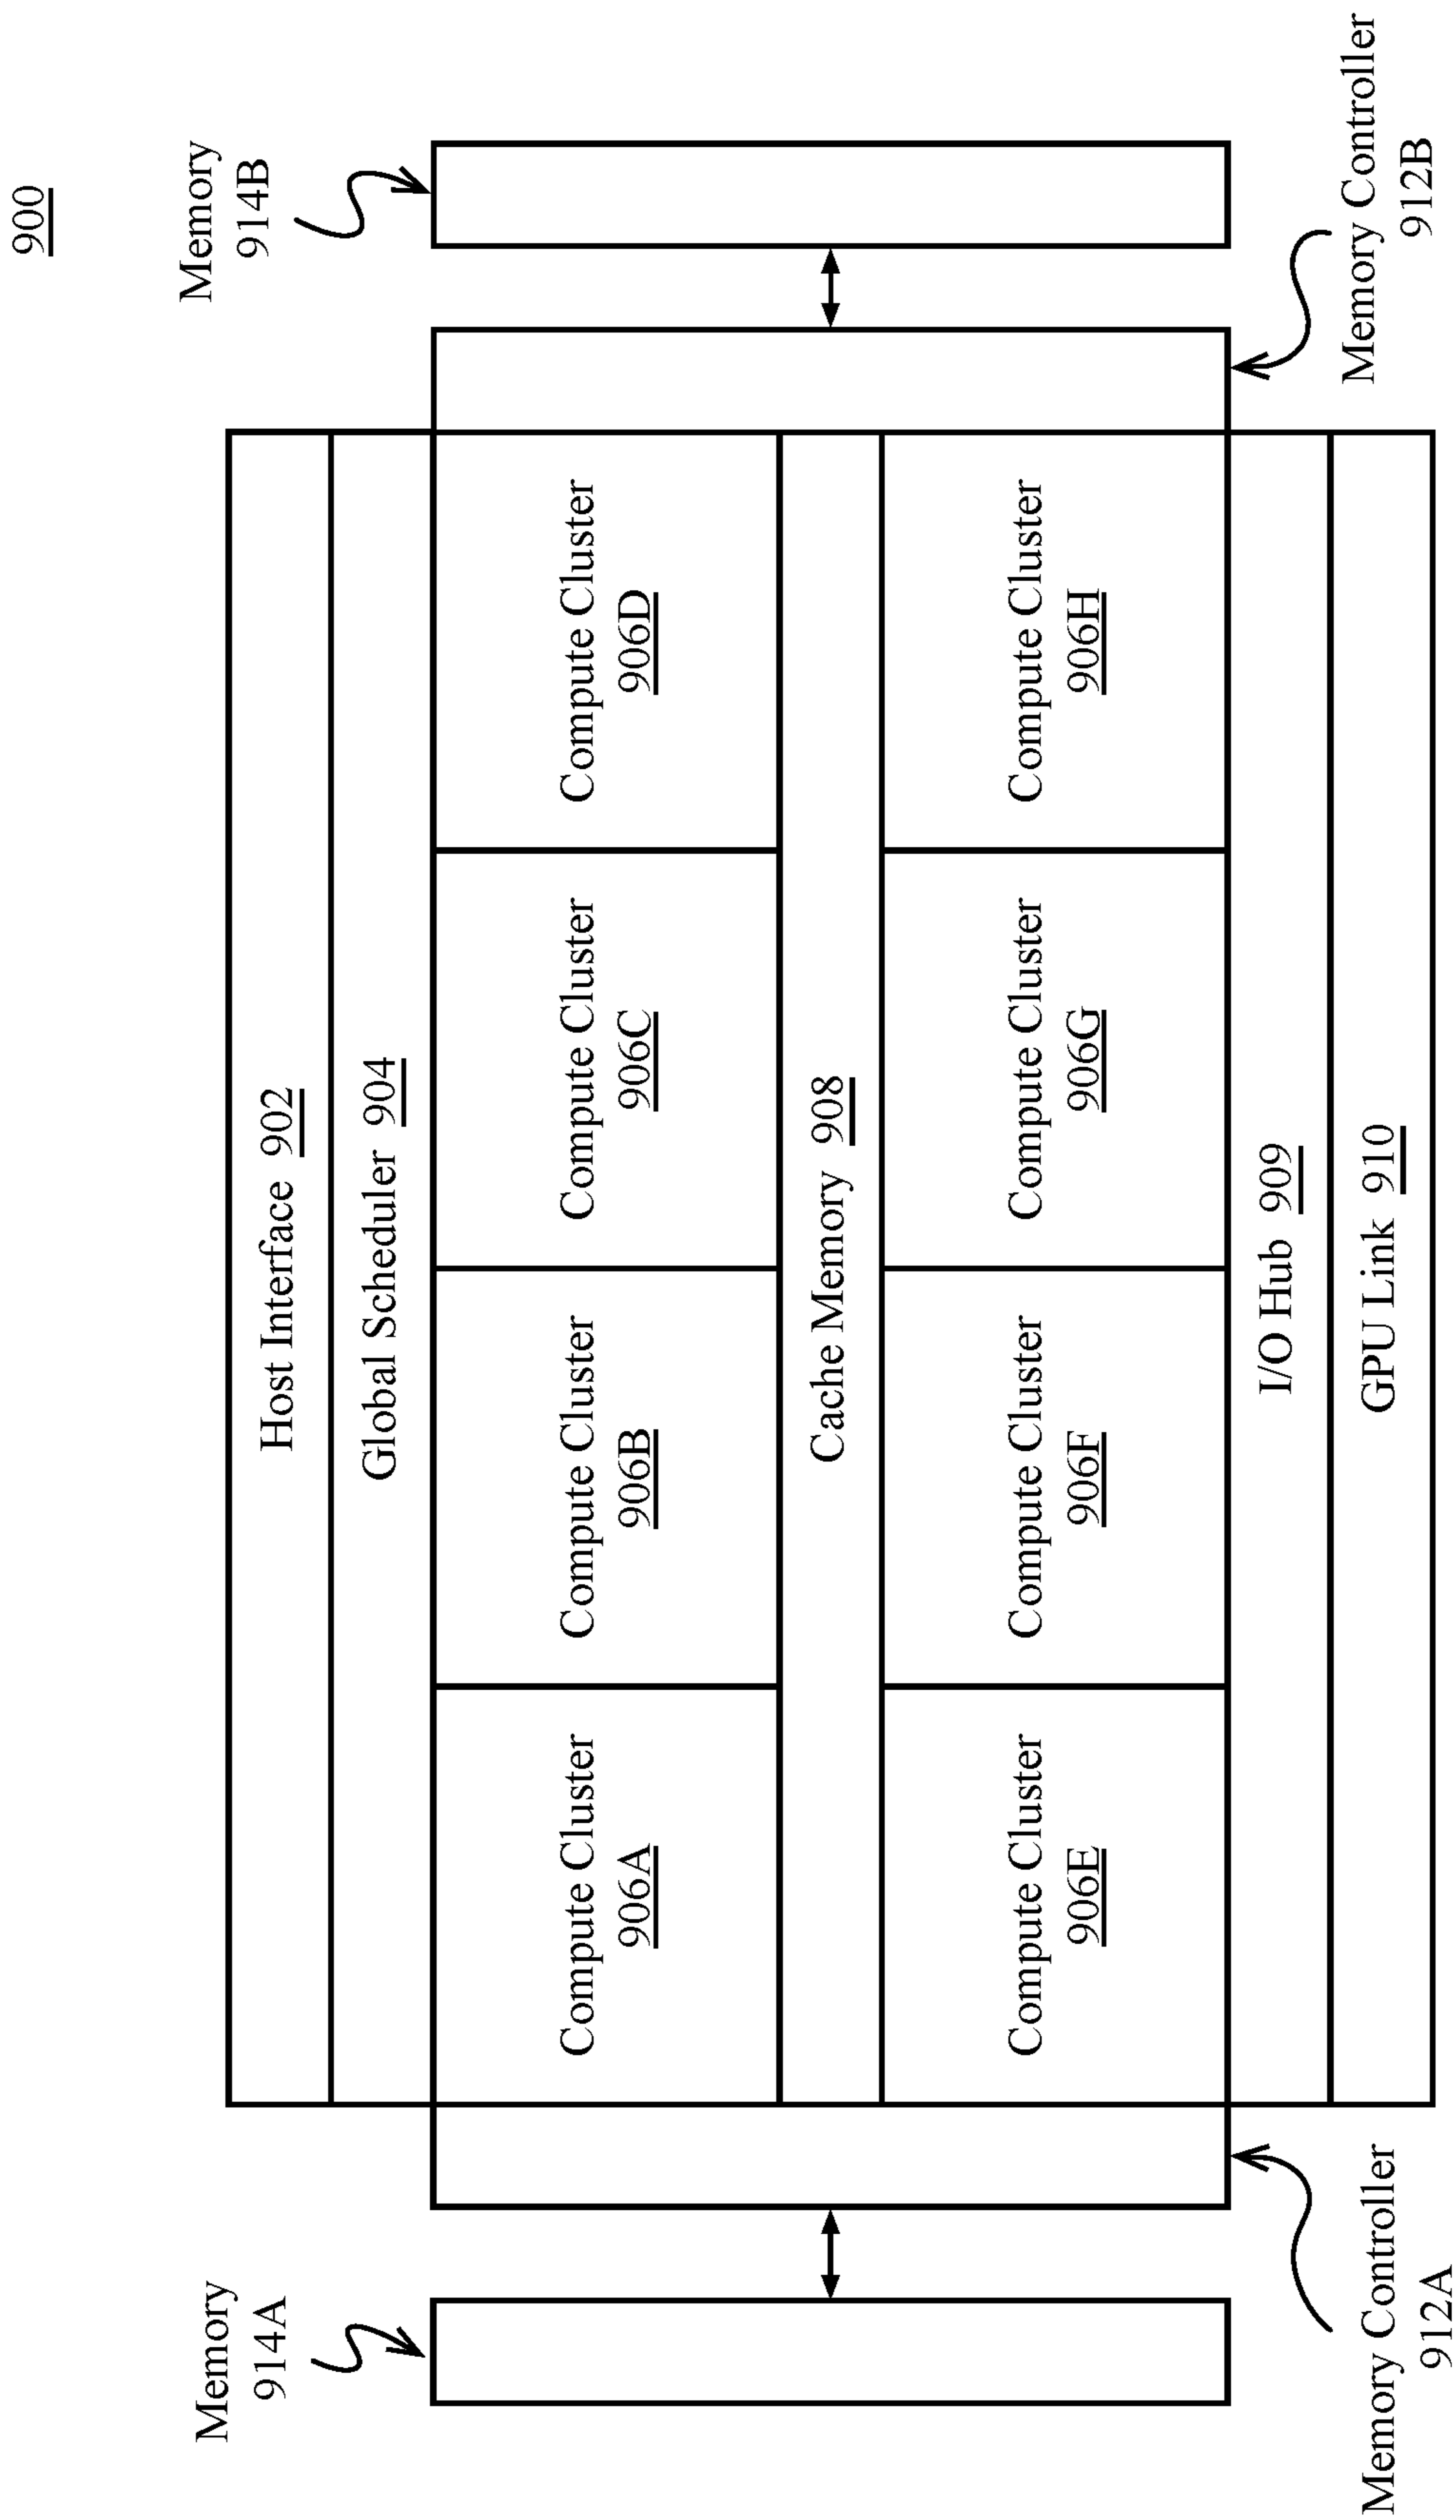 900
Memory
914B
Memory Controller
912B
Host Interface 902
Global Scheduler 904
Compute Cluster
906A
Compute Cluster
906B
Compute Cluster
906C
Compute Cluster
906D
Cache Memory 908
Compute Cluster
906E
Compute Cluster
906F
Compute Cluster
906G
Compute Cluster
906H
I/O Hub 909
GPU Link 910
Memory
914A
Memory Controller
912A